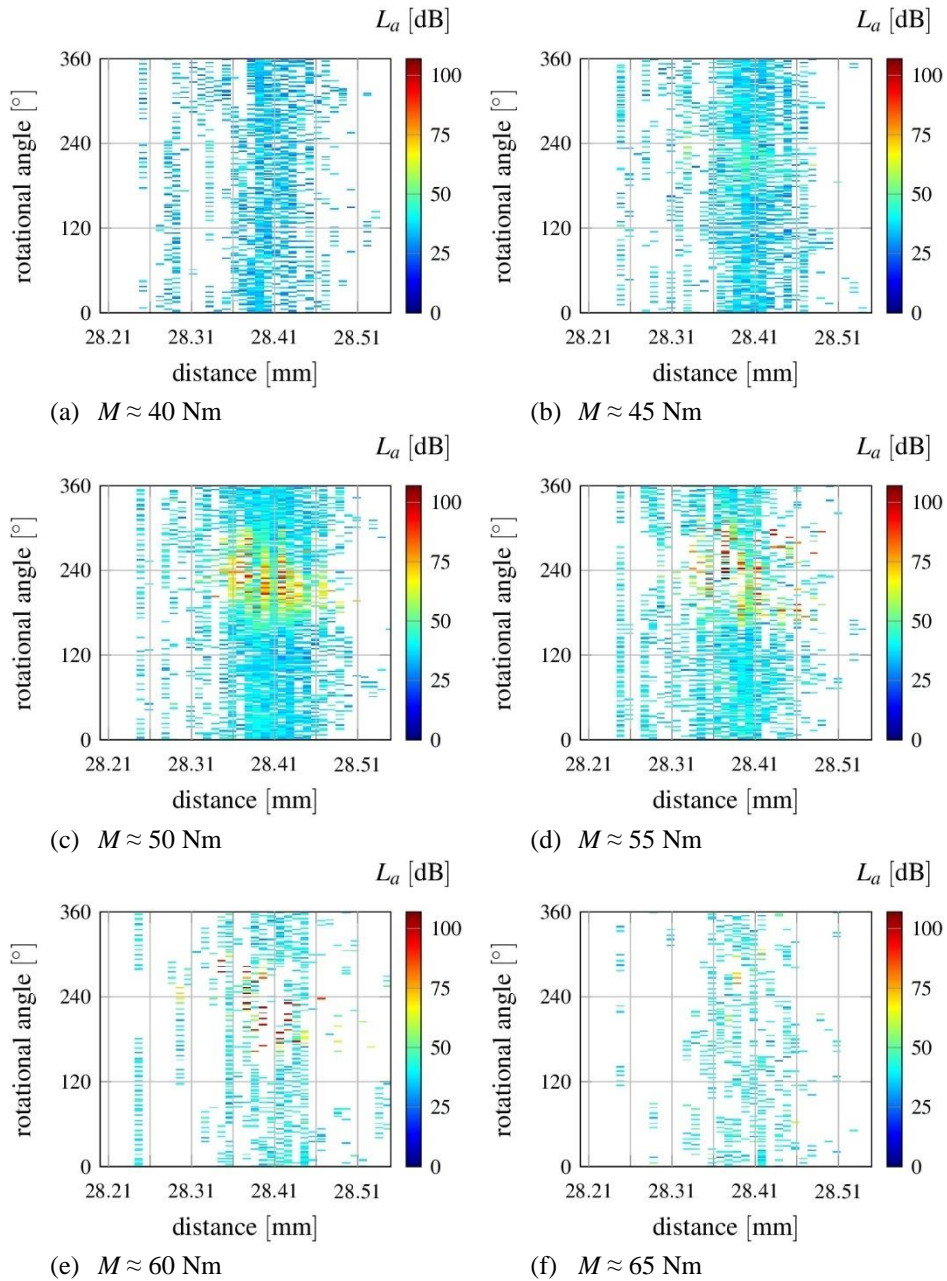 L_a [dB]
L_a [dB]
360
240
120
0
rotational angle [°]
28.21 28.31 28.41 28.51
distance [mm]
100
75
50
25
0
360
240
120
0
rotational angle [°]
28.21 28.31 28.41 28.51
distance [mm]
100
75
50
25
0
(a) M ≈ 40 Nm
(b) M ≈ 45 Nm
L_a [dB]
L_a [dB]
360
240
120
0
rotational angle [°]
28.21 28.31 28.41 28.51
distance [mm]
100
75
50
25
0
360
240
120
0
rotational angle [°]
28.21 28.31 28.41 28.51
distance [mm]
100
75
50
25
0
(c) M ≈ 50 Nm
(d) M ≈ 55 Nm
L_a [dB]
L_a [dB]
360
240
120
0
rotational angle [°]
28.21 28.31 28.41 28.51
distance [mm]
100
75
50
25
0
360
240
120
0
rotational angle [°]
28.21 28.31 28.41 28.51
distance [mm]
100
75
50
25
0
(e) M ≈ 60 Nm
(f) M ≈ 65 Nm